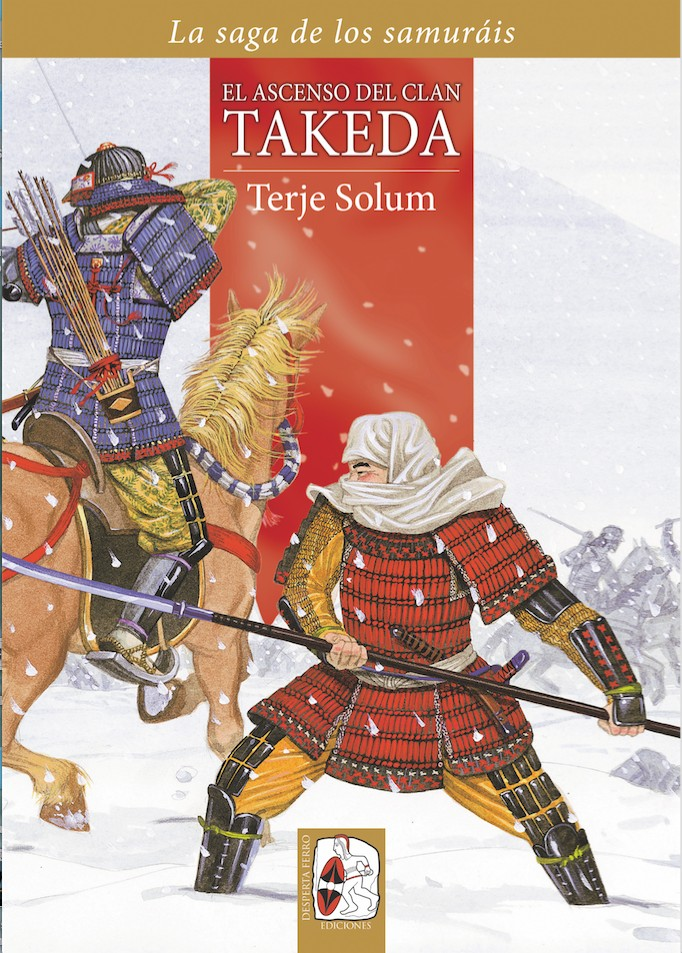 La saga de los samuráis
EL ASCENSO DEL CLAN
TAKEDA
Terje Solum
DESPERTA FERRO
EDICIONES